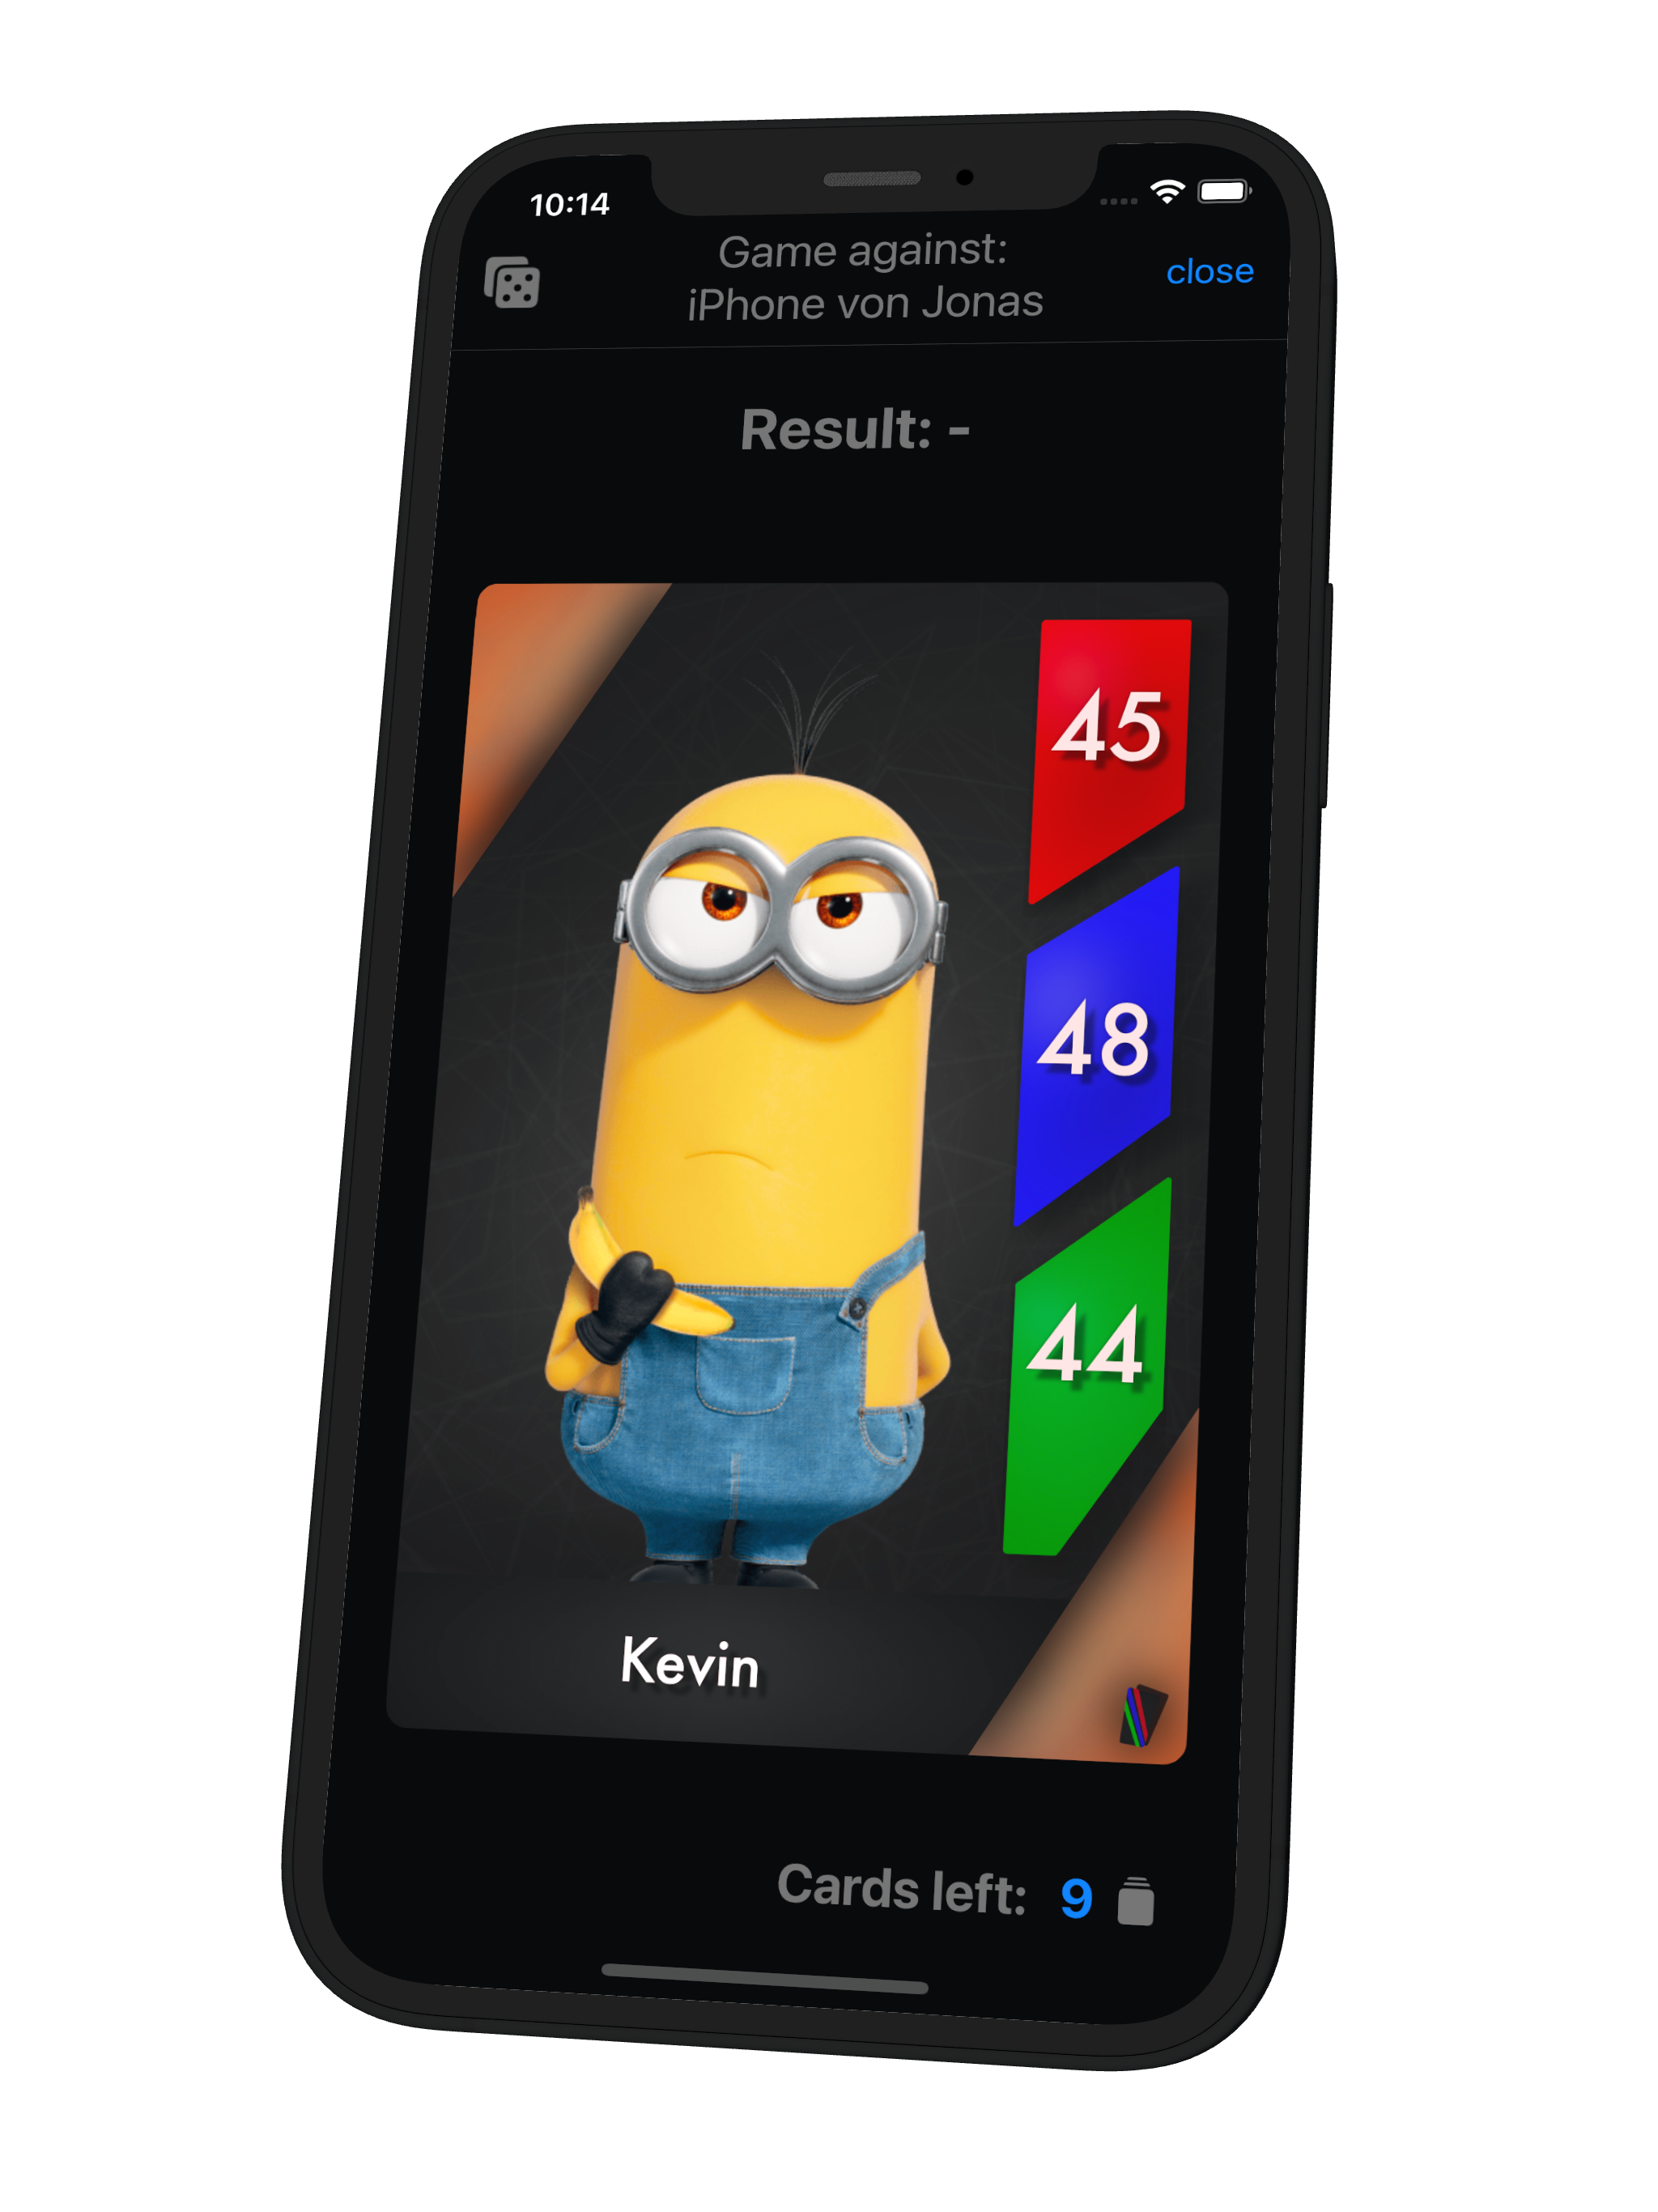 10:14
Game against:
iPhone von Jonas
close
Result: -
45
48
44
Kevin
Cards left: 9